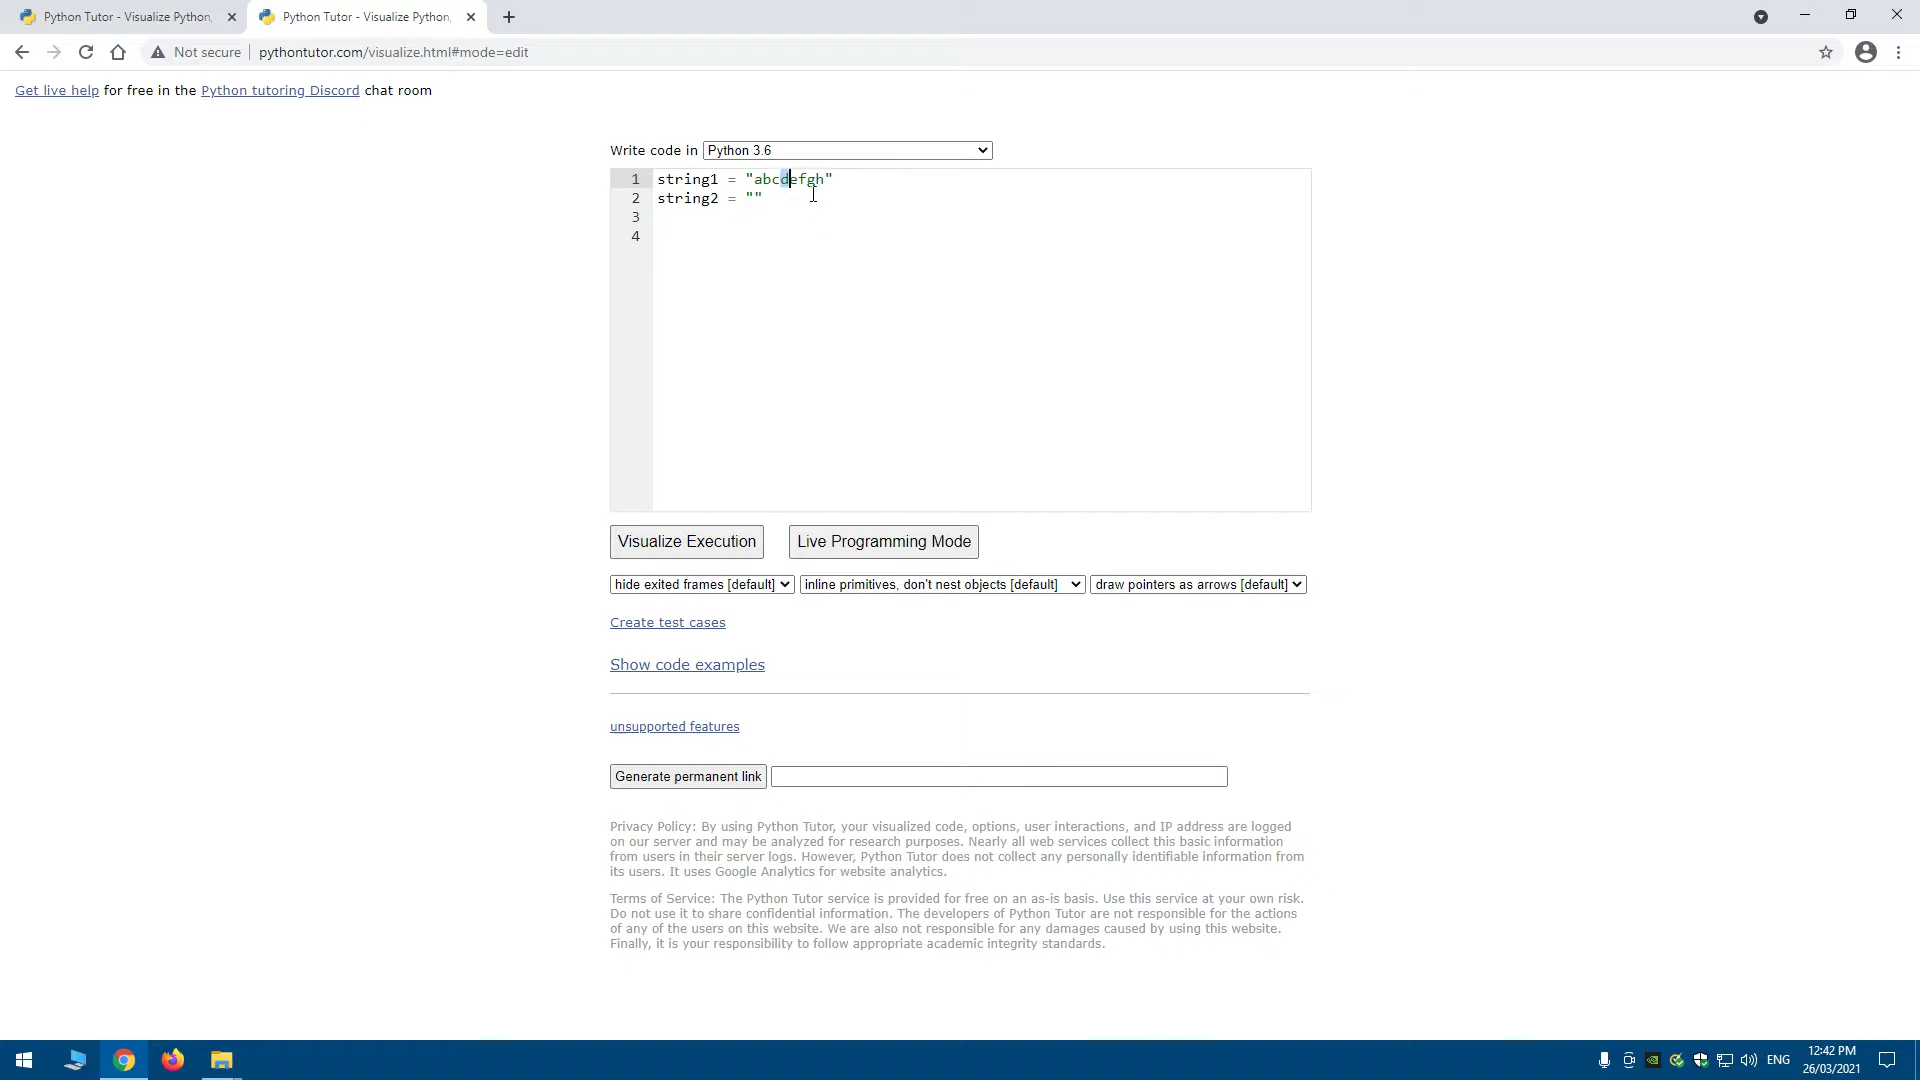 Python Tutor - Visualize Python,
Python Tutor - Visualize Python,
Not secure
pythontutor.com/visualize.html#mode=edit
Get live help for free in the Python tutoring Discord chat room
Write code in Python 3.6
1 string1 = "abcdefgh"
2 string2 = ""
3
4
Visualize Execution
Live Programming Mode
hide exited frames [default]
inline primitives, don't nest objects [default]
draw pointers as arrows [default]
Create test cases
Show code examples
unsupported features
Generate permanent link
Privacy Policy: By using Python Tutor, your visualized code, options, user interactions, and IP address are logged
on our server and may be analyzed for research purposes. Nearly all web services collect this basic information
from users in their server logs. However, Python Tutor does not collect any personally identifiable information from
its users. It uses Google Analytics for website analytics.
Terms of Service: The Python Tutor service is provided for free on an as-is basis. Use this service at your own risk.
Do not use it to share confidential information. The developers of Python Tutor are not responsible for the actions
of any of the users on this website. We are also not responsible for any damages caused by using this website.
Finally, it is your responsibility to follow appropriate academic integrity standards.
ENG
12:42 PM
26/03/2021